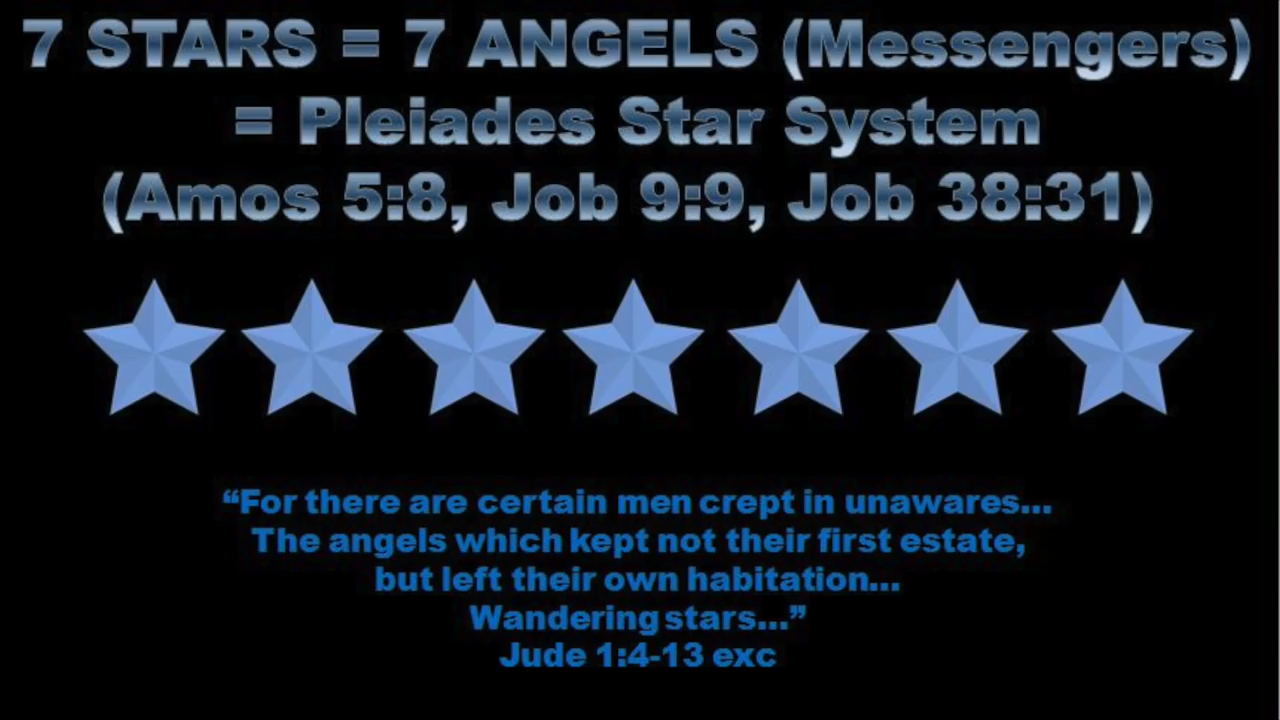 7 STARS = 7 ANGELS (Messengers)
= Pleiades Star System
(Amos 5:8, Job 9:9, Job 38:31)
“For there are certain men crept in unawares...
The angels which kept not their first estate,
but left their own habitation...
Wandering stars...”
Jude 1:4-13 exc